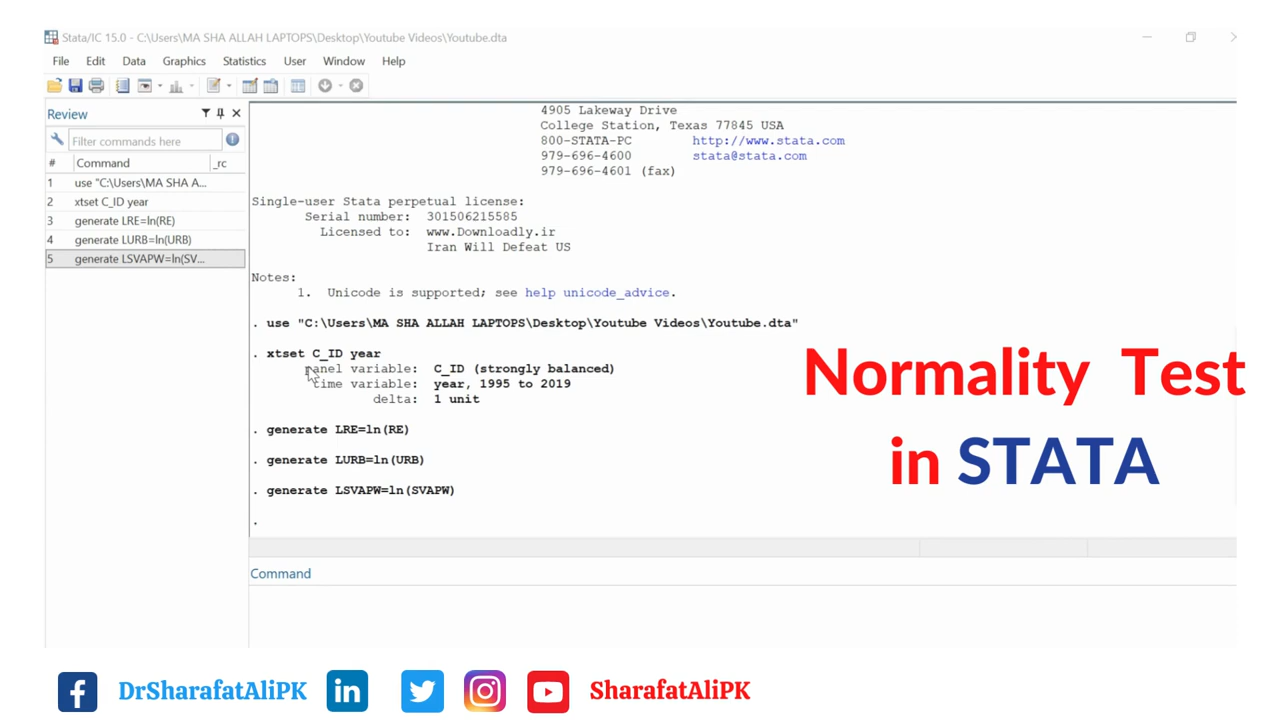 Stata/IC 15.0 - C:\Users\MA SHA ALLAH LAPTOPS\Desktop\Youtube Videos\Youtube.dta
File Edit Data Graphics Statistics User Window Help
Review
Filter commands here
# Command _rc
1 use "C:\Users\MA SHA A...
2 xtset C_ID year
3 generate LRE=ln(RE)
4 generate LURB=ln(URB)
5 generate LSVAPW=ln(SV...
4905 Lakeway Drive
College Station, Texas 77845 USA
800-STATA-PC http://www.stata.com
979-696-4600 stata@stata.com
979-696-4601 (fax)
Single-user Stata perpetual license:
Serial number: 301506215585
Licensed to: www.Downloadly.ir
Iran Will Defeat US
Notes:
1. Unicode is supported; see help unicode_advice.
. use "C:\Users\MA SHA ALLAH LAPTOPS\Desktop\Youtube Videos\Youtube.dta"
. xtset C_ID year
panel variable: C_ID (strongly balanced)
time variable: year, 1995 to 2019
delta: 1 unit
. generate LRE=ln(RE)
. generate LURB=ln(URB)
. generate LSVAPW=ln(SVAPW)
.
Command
Normality Test
in STATA
DrSharafatAliPK
SharafatAliPK